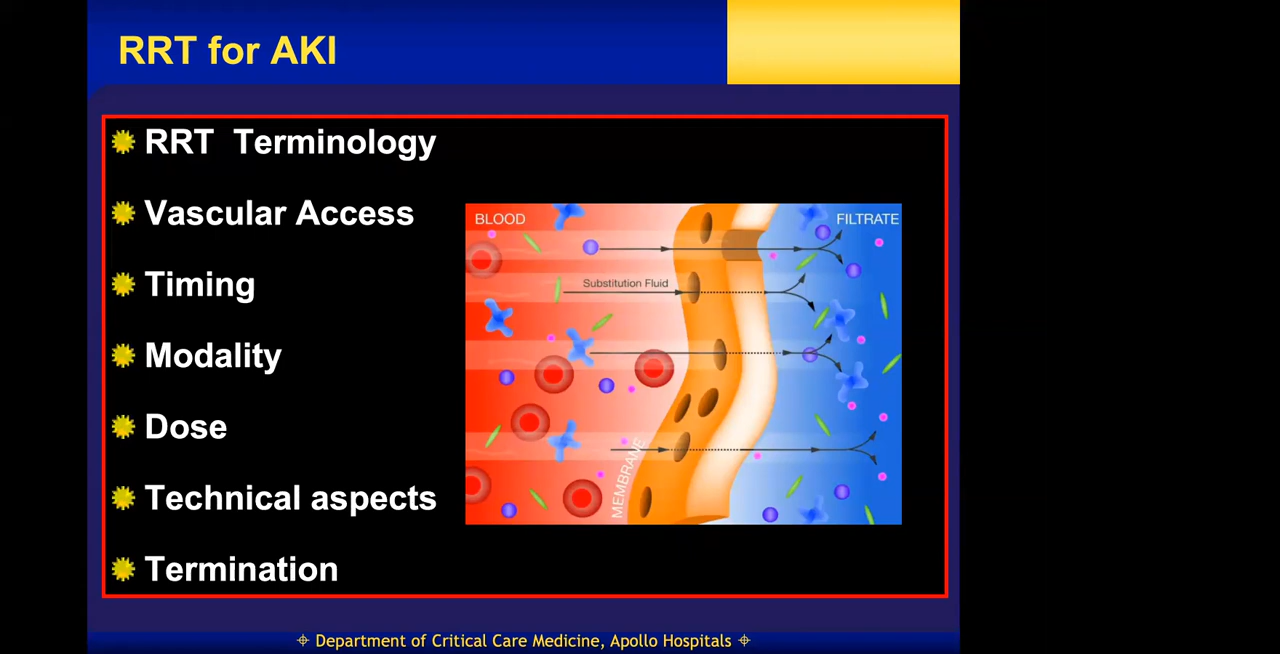 RRT for AKI
RRT Terminology
Vascular Access
Timing
Modality
Dose
Technical aspects
Termination
BLOOD
FILTRATE
Substitution Fluid
MEMBRANE
Department of Critical Care Medicine, Apollo Hospitals